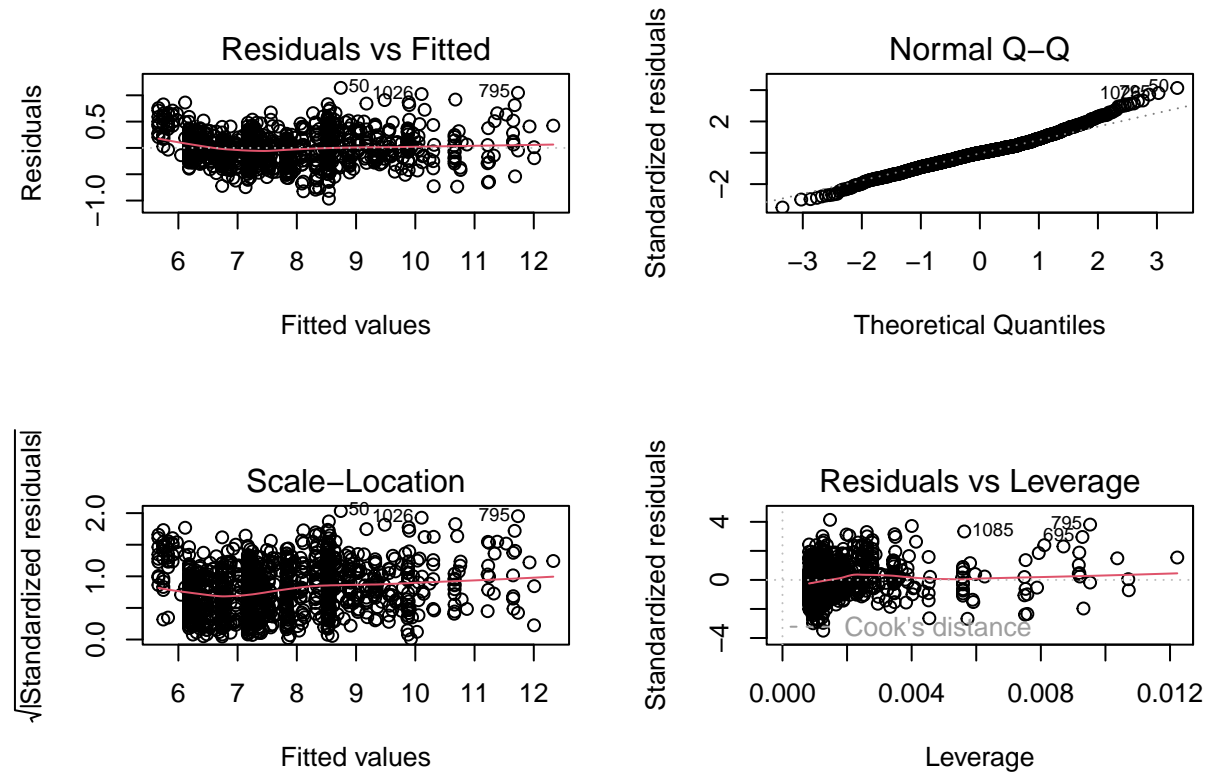 Residuals vs Fitted
Residuals
−1.0 0.5
50
1026
795
6 7 8 9 10 11 12
Fitted values
Normal Q−Q
Standardized residuals
−2 2
50
−3 −2 −1 0 1 2 3
Theoretical Quantiles
Scale−Location
√|Standardized residuals|
0.0 1.0 2.0
50
1026
795
6 7 8 9 10 11 12
Fitted values
Residuals vs Leverage
Standardized residuals
−4 0 4
795
1085
695
Cook's distance
0.000 0.004 0.008 0.012
Leverage